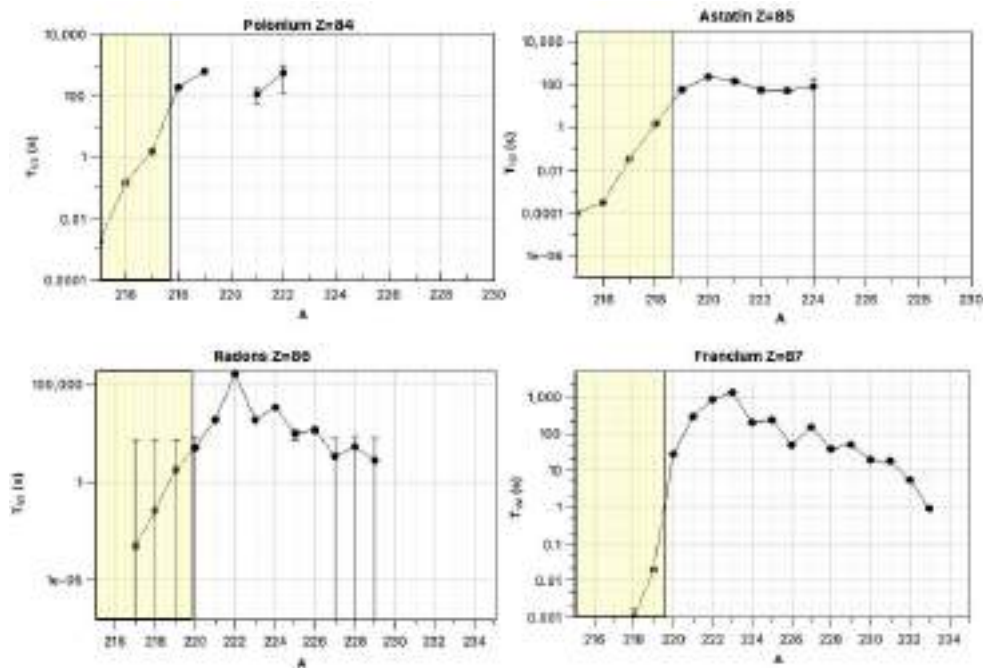 Polonium Z=84
10,000
100
1
0.01
0.0001
T₁/₂ (s)
216 218 220 222 224 226 228 230
A
Astatin Z=85
10,000
100
1
0.01
0.0001
1e-06
T₁/₂ (s)
216 218 220 222 224 226 228 230
A
Radons Z=86
100,000
1
1e-05
T₁/₂ (s)
216 218 220 222 224 226 228 230 232 234
A
Francium Z=87
1,000
100
10
1
0.1
0.01
0.001
T₁/₂ (s)
216 218 220 222 224 226 228 230 232 234
A